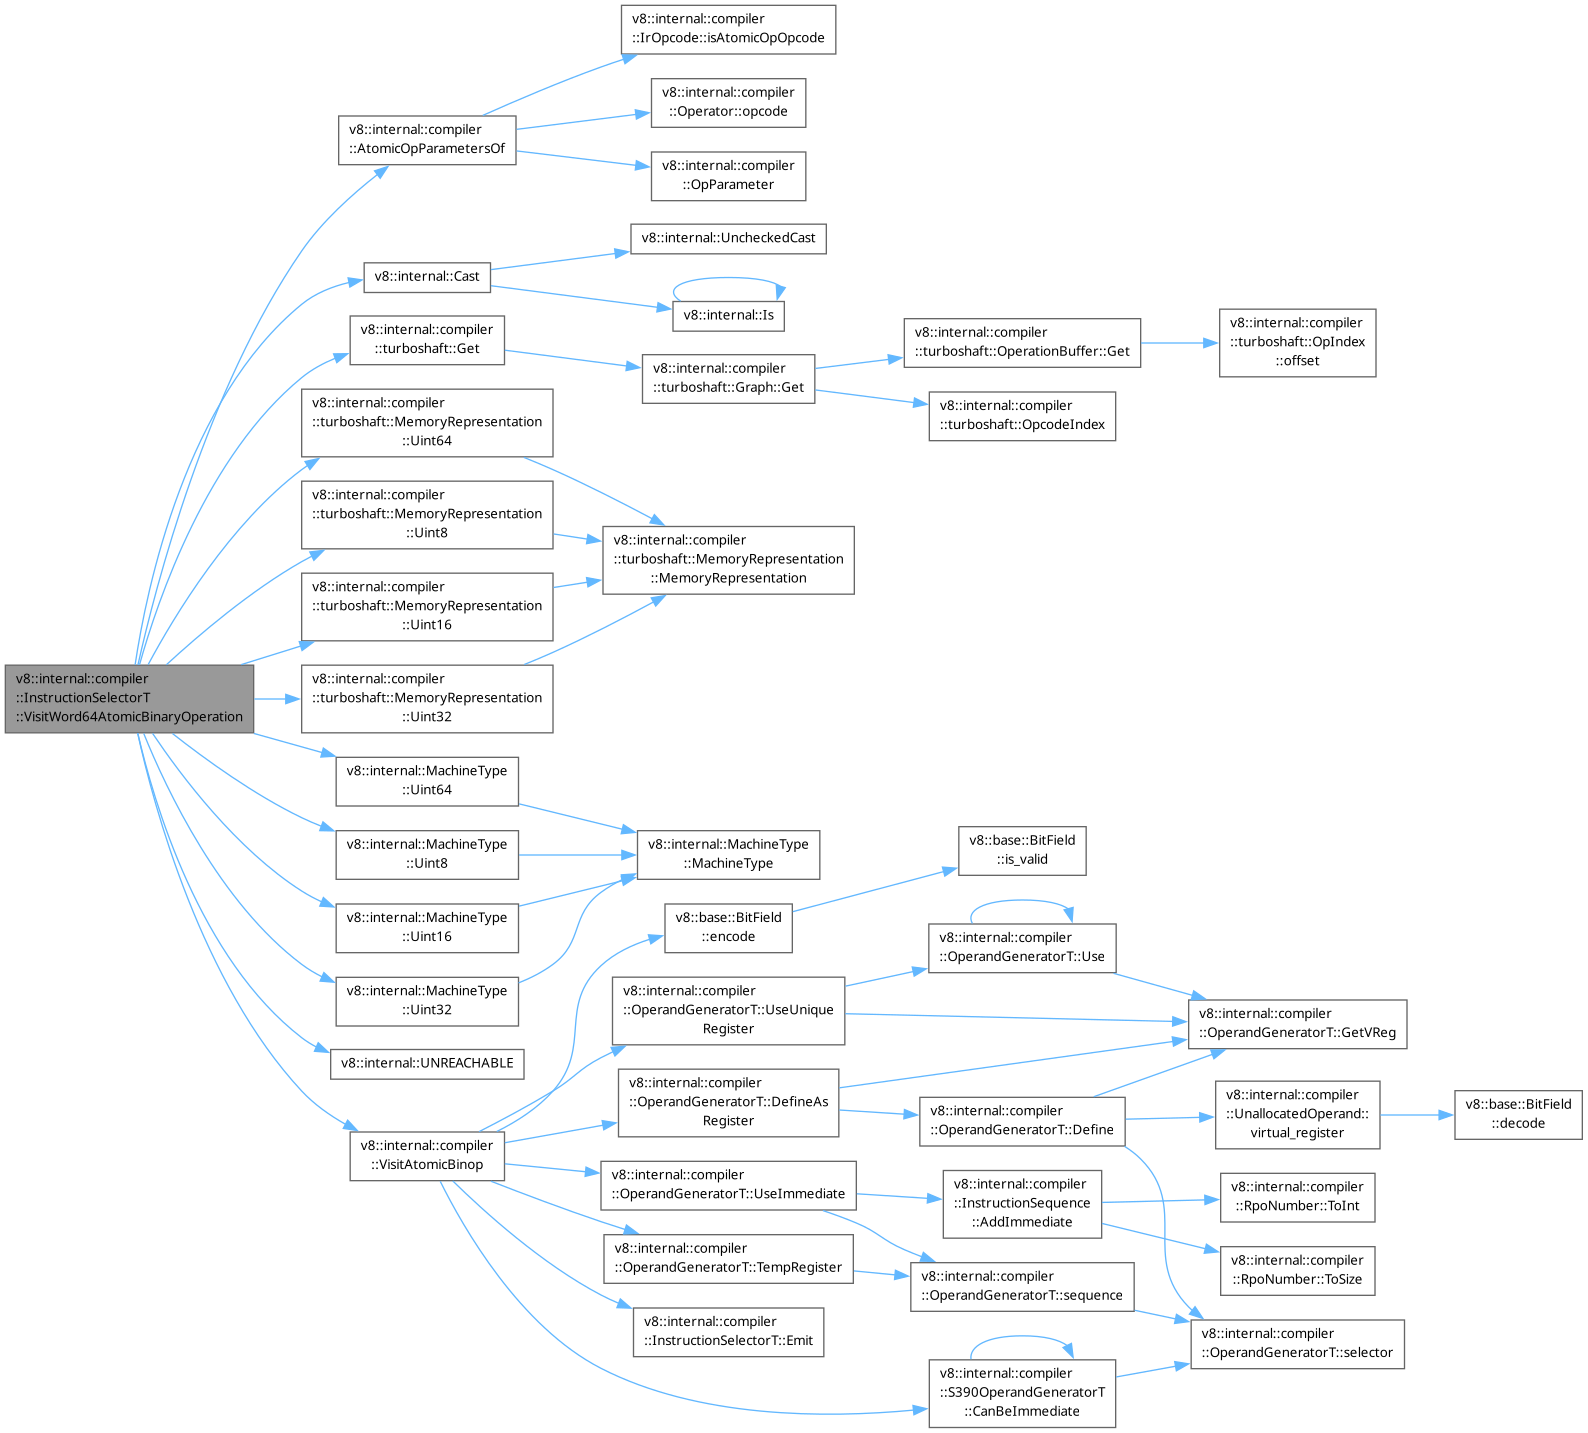 v8::internal::compiler
::IrOpcode::isAtomicOpOpcode
v8::internal::compiler
::Operator::opcode
v8::internal::compiler
::AtomicOpParametersOf
v8::internal::compiler
::OpParameter
v8::internal::UncheckedCast
v8::internal::Cast
v8::internal::Is
v8::internal::compiler
::turboshaft::Get
v8::internal::compiler
::turboshaft::OperationBuffer::Get
v8::internal::compiler
::turboshaft::OpIndex
::offset
v8::internal::compiler
::turboshaft::Graph::Get
v8::internal::compiler
::turboshaft::OpcodeIndex
v8::internal::compiler
::turboshaft::MemoryRepresentation
::Uint64
v8::internal::compiler
::turboshaft::MemoryRepresentation
::Uint8
v8::internal::compiler
::turboshaft::MemoryRepresentation
::MemoryRepresentation
v8::internal::compiler
::turboshaft::MemoryRepresentation
::Uint16
v8::internal::compiler
::InstructionSelectorT
::VisitWord64AtomicBinaryOperation
v8::internal::compiler
::turboshaft::MemoryRepresentation
::Uint32
v8::internal::MachineType
::Uint64
v8::internal::MachineType
::Uint8
v8::internal::MachineType
::MachineType
v8::internal::MachineType
::Uint16
v8::internal::MachineType
::Uint32
v8::internal::UNREACHABLE
v8::base::BitField
::is_valid
v8::base::BitField
::encode
v8::internal::compiler
::OperandGeneratorT::Use
v8::internal::compiler
::OperandGeneratorT::UseUnique
Register
v8::internal::compiler
::OperandGeneratorT::GetVReg
v8::internal::compiler
::OperandGeneratorT::DefineAs
Register
v8::internal::compiler
::OperandGeneratorT::Define
v8::internal::compiler
::UnallocatedOperand::
virtual_register
v8::base::BitField
::decode
v8::internal::compiler
::VisitAtomicBinop
v8::internal::compiler
::OperandGeneratorT::UseImmediate
v8::internal::compiler
::InstructionSequence
::AddImmediate
v8::internal::compiler
::RpoNumber::ToInt
v8::internal::compiler
::RpoNumber::ToSize
v8::internal::compiler
::OperandGeneratorT::TempRegister
v8::internal::compiler
::OperandGeneratorT::sequence
v8::internal::compiler
::InstructionSelectorT::Emit
v8::internal::compiler
::OperandGeneratorT::selector
v8::internal::compiler
::S390OperandGeneratorT
::CanBeImmediate